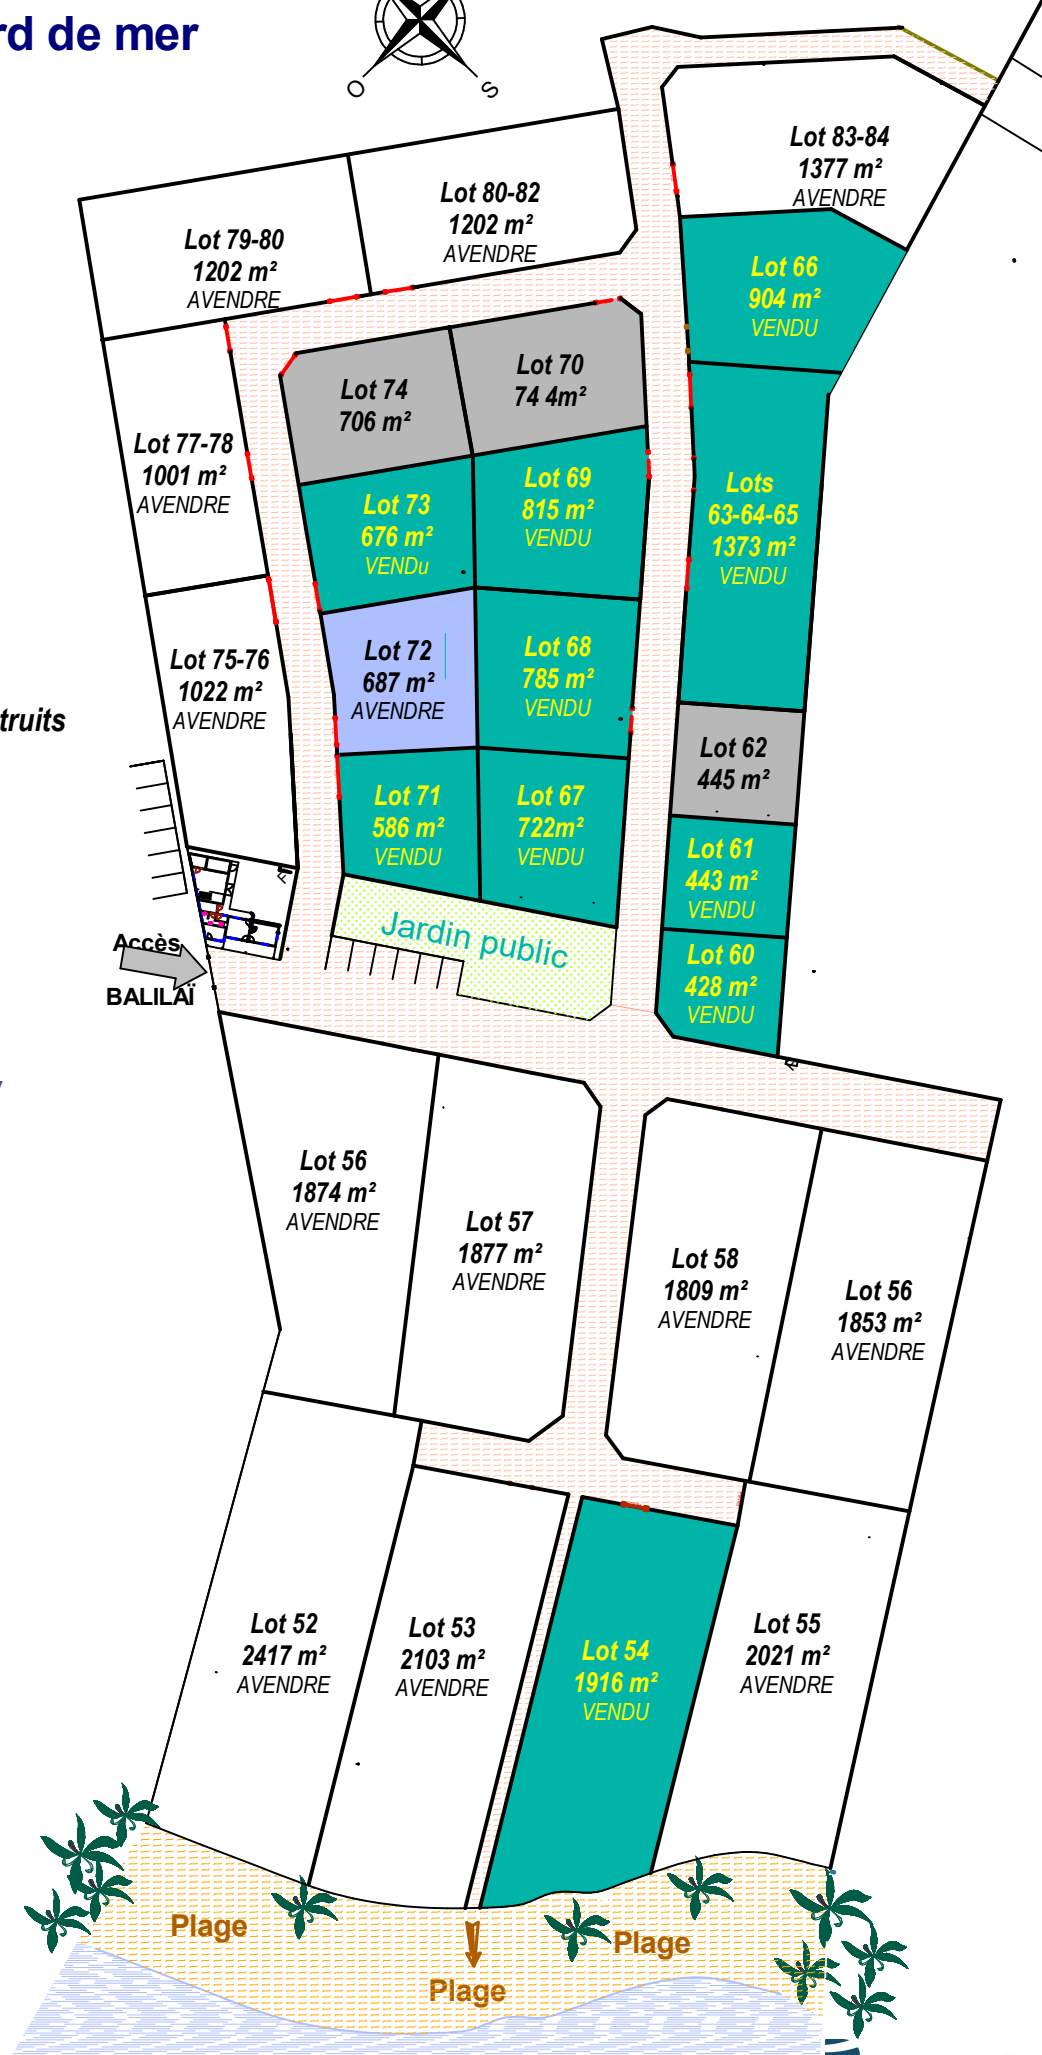 rd de mer
O
S
Lot 83-84
1377 m²
AVENDRE
Lot 80-82
1202 m²
AVENDRE
Lot 79-80
1202 m²
AVENDRE
Lot 66
904 m²
VENDU
Lot 74
706 m²
Lot 70
74 4m²
Lot 77-78
1001 m²
AVENDRE
Lot 73
676 m²
VENDu
Lot 69
815 m²
VENDU
Lots
63-64-65
1373 m²
VENDU
Lot 75-76
1022 m²
AVENDRE
Lot 72
687 m²
AVENDRE
Lot 68
785 m²
VENDU
truits
Lot 62
445 m²
Lot 71
586 m²
VENDU
Lot 67
722m²
VENDU
Lot 61
443 m²
VENDU
Jardin public
Accès
BALILAÏ
Lot 60
428 m²
VENDU
Lot 56
1874 m²
AVENDRE
Lot 57
1877 m²
AVENDRE
Lot 58
1809 m²
AVENDRE
Lot 56
1853 m²
AVENDRE
Lot 52
2417 m²
AVENDRE
Lot 53
2103 m²
AVENDRE
Lot 54
1916 m²
VENDU
Lot 55
2021 m²
AVENDRE
Plage
Plage
Plage